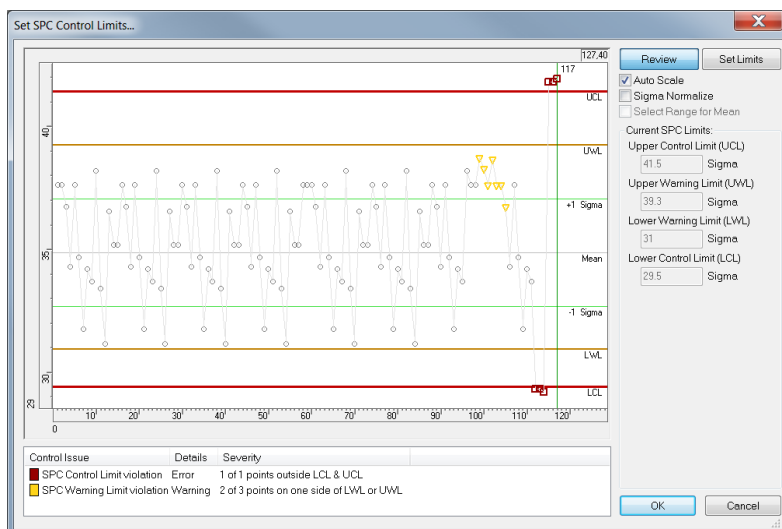 Set SPC Control Limits...
127,40
117
UCL
40
UWL
+1 Sigma
35
Mean
-1 Sigma
LWL
30
LCL
29
10' 20' 30' 40' 50' 60' 70' 80' 90' 100' 110' 120'
0
Review Set Limits
Auto Scale
Sigma Normalize
Select Range for Mean
Current SPC Limits:
Upper Control Limit (UCL)
41.5 Sigma
Upper Warning Limit (UWL)
39.3 Sigma
Lower Warning Limit (LWL)
31 Sigma
Lower Control Limit (LCL)
29.5 Sigma
Control Issue Details Severity
SPC Control Limit violation Error 1 of 1 points outside LCL & UCL
SPC Warning Limit violation Warning 2 of 3 points on one side of LWL or UWL
OK Cancel